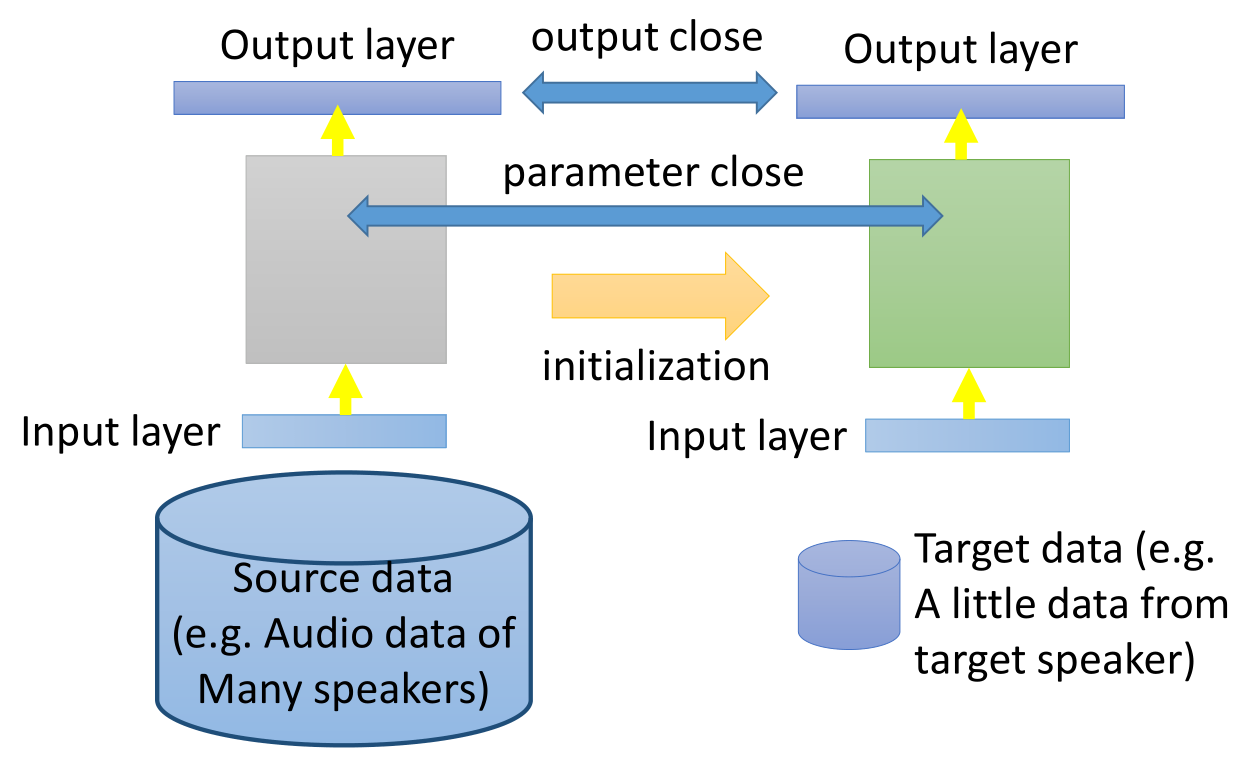 Output layer
output close
Output layer
parameter close
initialization
Input layer
Input layer
Source data
(e.g. Audio data of
Many speakers)
Target data (e.g.
A little data from
target speaker)